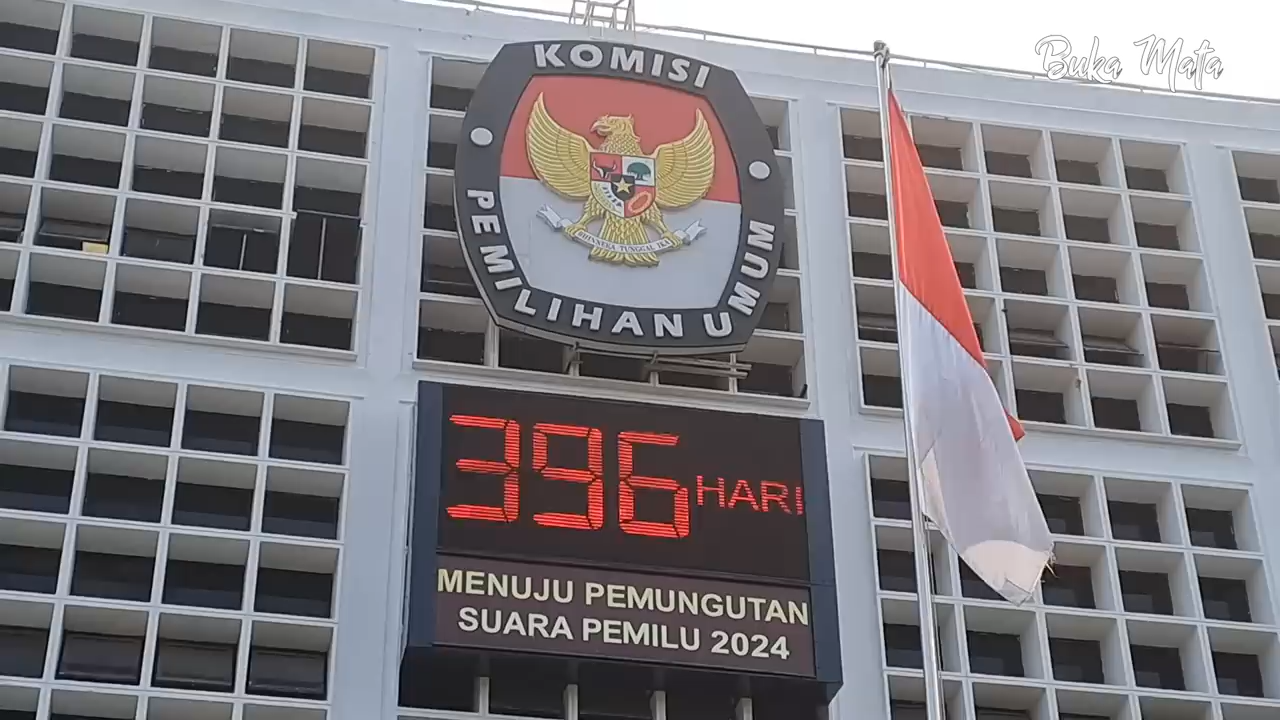 Buka Mata
KOMISI
PEMILIHAN UMUM
BHINNEKA TUNGGAL IKA
396 HARI
MENUJU PEMUNGUTAN
SUARA PEMILU 2024